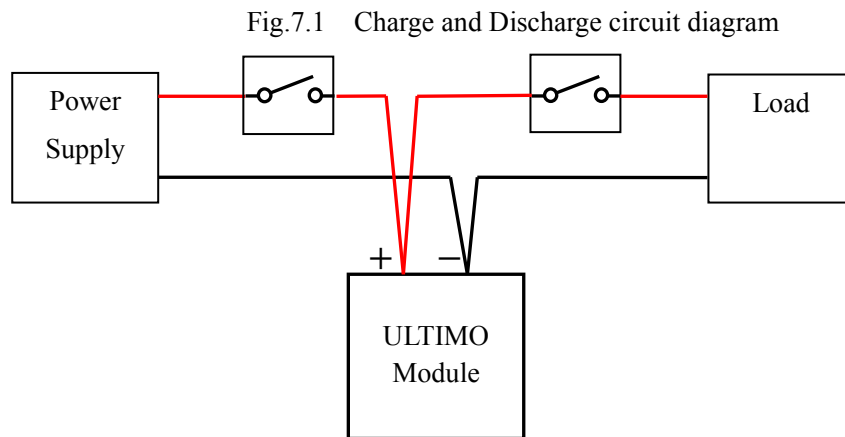 Fig.7.1 Charge and Discharge circuit diagram
Power
Supply
Load
+ −
ULTIMO
Module